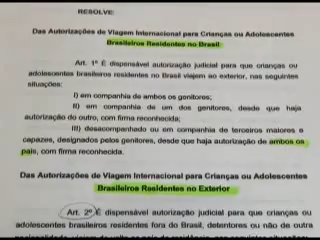 RESOLVE:
Das Autorizações de Viagem Internacional para Crianças ou Adolescentes
Brasileiros Residentes no Brasil
Art. 1º É dispensável autorização judicial para que crianças ou
adolescentes brasileiros residentes no Brasil viajem ao exterior, nas seguintes
situações:
I) em companhia de ambos os genitores;
II) em companhia de um dos genitores, desde que haja
autorização do outro, com firma reconhecida;
III) desacompanhado ou em companhia de terceiros maiores e
capazes, designados pelos genitores, desde que haja autorização de ambos os
pais, com firma reconhecida.
Das Autorizações de Viagem Internacional para Crianças ou Adolescentes
Brasileiros Residentes no Exterior
Art. 2º É dispensável autorização judicial para que crianças ou
adolescentes brasileiros residentes fora do Brasil, detentores ou não de outra